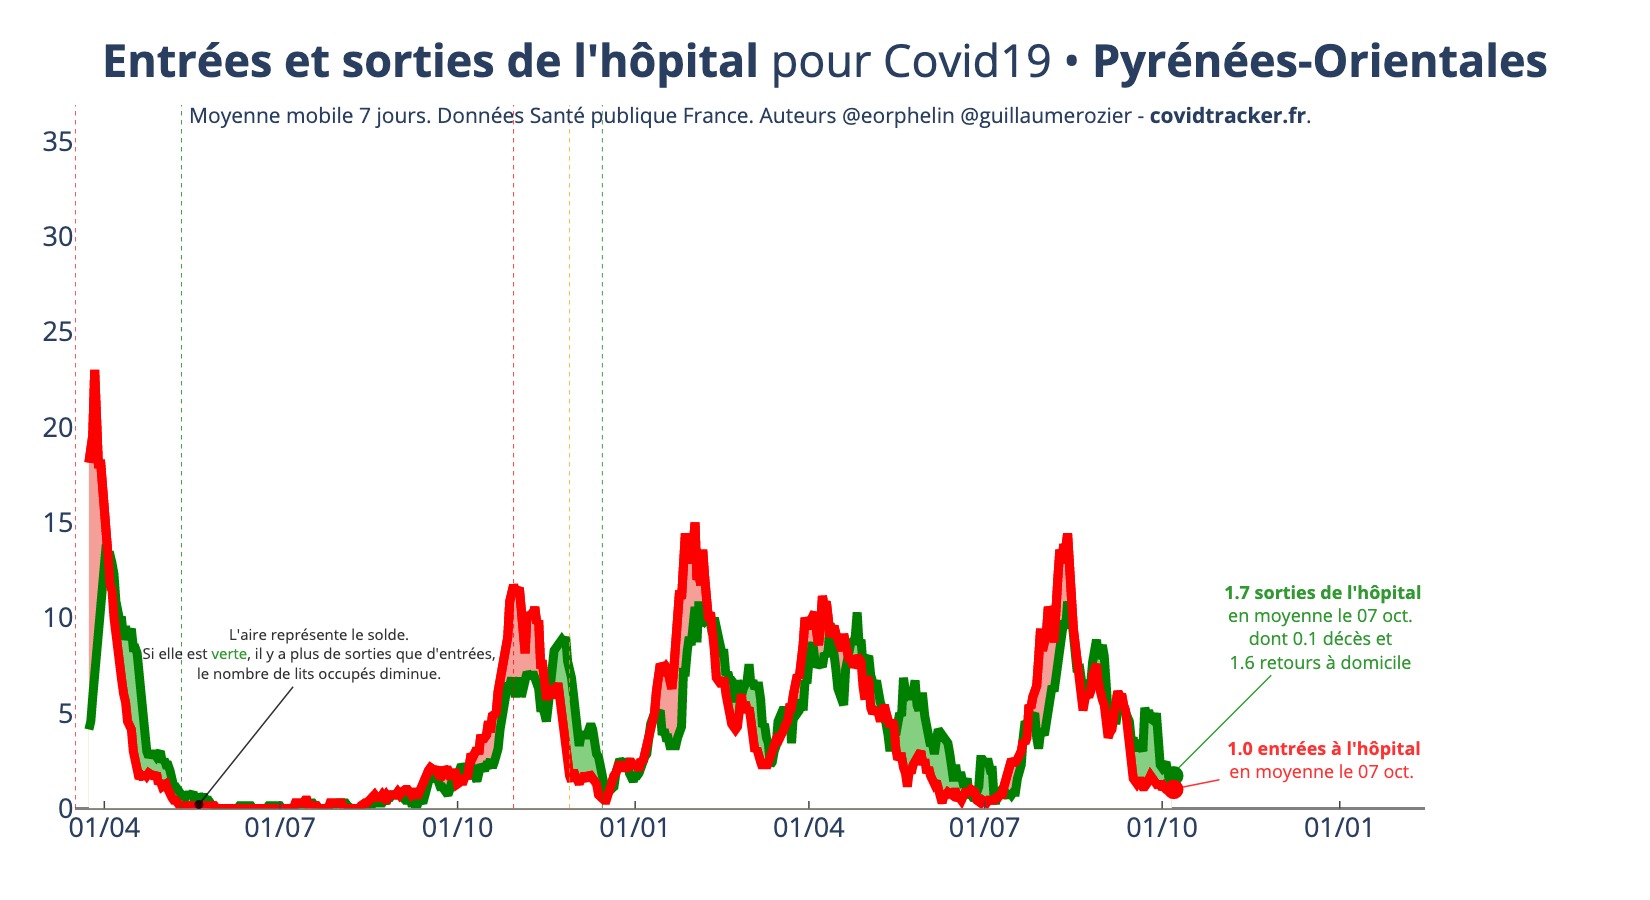 Entrées et sorties de l'hôpital pour Covid19 • Pyrénées-Orientales
Moyenne mobile 7 jours. Données Santé publique France. Auteurs @eorphelin @guillaumerozier - covidtracker.fr.
35
30
25
20
15
10
5
0
L'aire représente le solde.
Si elle est verte, il y a plus de sorties que d'entrées,
le nombre de lits occupés diminue.
1.7 sorties de l'hôpital
en moyenne le 07 oct.
dont 0.1 décès et
1.6 retours à domicile
1.0 entrées à l'hôpital
en moyenne le 07 oct.
01/04 01/07 01/10 01/01 01/04 01/07 01/10 01/01